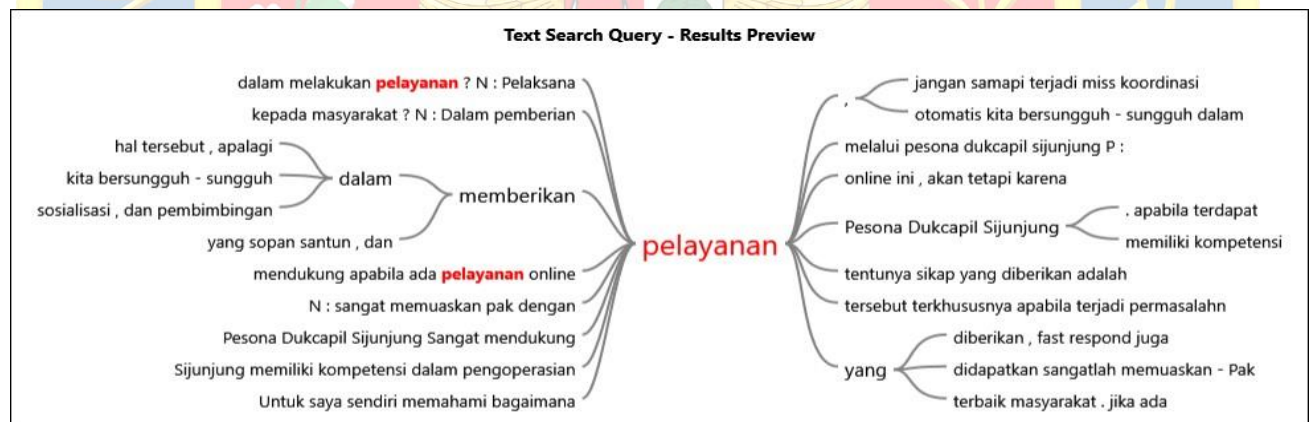 Text Search Query - Results Preview
dalam melakukan pelayanan ? N : Pelaksana
kepada masyarakat ? N : Dalam pemberian
hal tersebut , apalagi
kita bersungguh - sungguh
sosialisasi , dan pembimbingan
dalam
yang sopan santun , dan
memberikan
mendukung apabila ada pelayanan online
N : sangat memuaskan pak dengan
Pesona Dukcapil Sijunjung Sangat mendukung
Sijunjung memiliki kompetensi dalam pengoperasian
Untuk saya sendiri memahami bagaimana
pelayanan
,
jangan samapi terjadi miss koordinasi
otomatis kita bersungguh - sungguh dalam
melalui pesona dukcapil sijunjung P :
online ini , akan tetapi karena
Pesona Dukcapil Sijunjung
. apabila terdapat
memiliki kompetensi
tentunya sikap yang diberikan adalah
tersebut terkhususnya apabila terjadi permasalahn
yang
diberikan , fast respond juga
didapatkan sangatlah memuaskan - Pak
terbaik masyarakat . jika ada